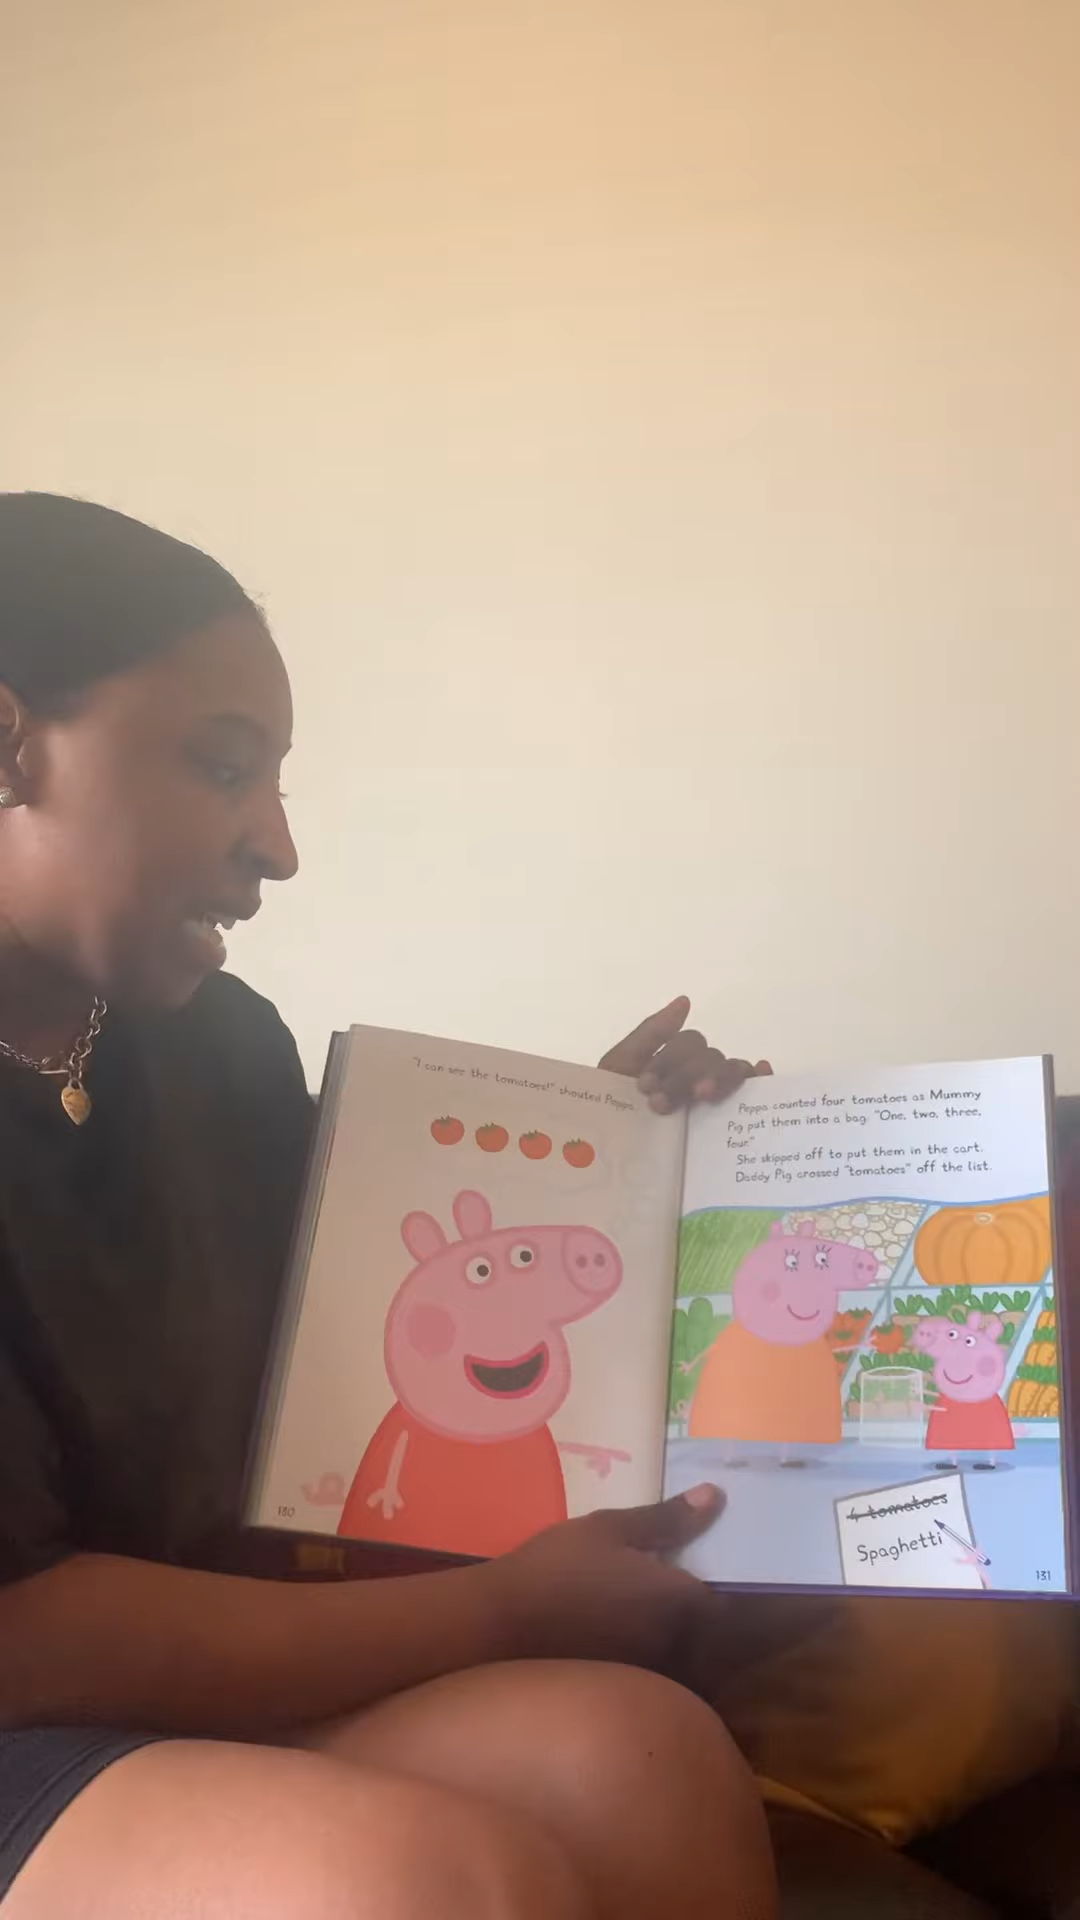 "I can see the tomatoes!" shouted Peppa.
130
Peppa counted four tomatoes as Mummy
Pig put them into a bag. "One, two, three,
four."
She skipped off to put them in the cart.
Daddy Pig crossed "tomatoes" off the list.
4 tomatoes
Spaghetti
131